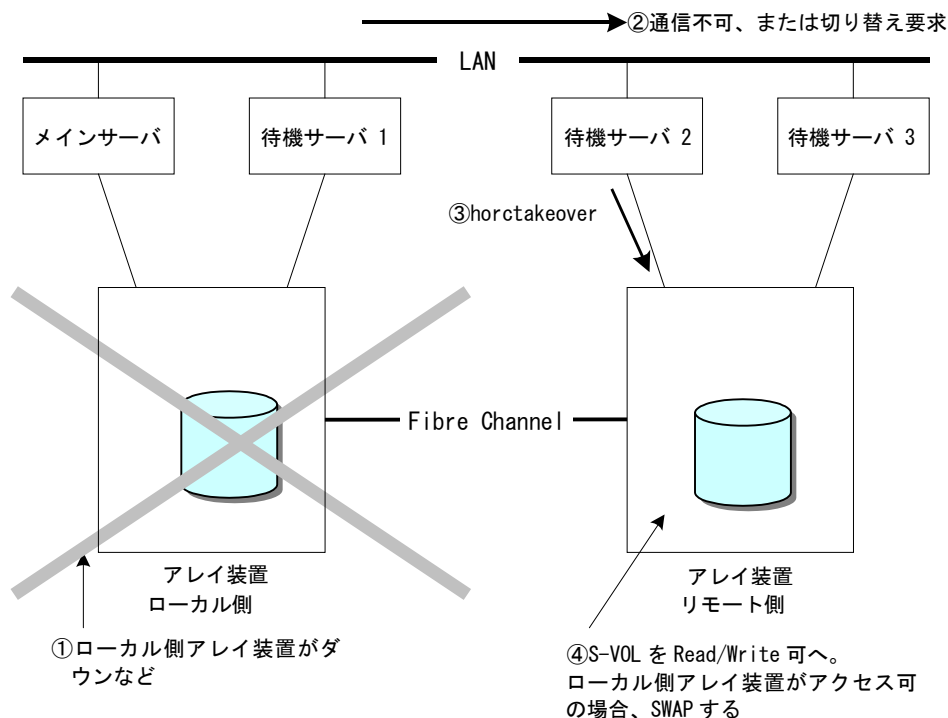 ②通信不可、または切り替え要求
LAN
メインサーバ
待機サーバ 1
待機サーバ 2
待機サーバ 3
③horctakeover
Fibre Channel
アレイ装置
ローカル側
アレイ装置
リモート側
①ローカル側アレイ装置がダ
ウンなど
④S-VOL を Read/Write 可へ。
ローカル側アレイ装置がアクセス可
の場合、SWAP する